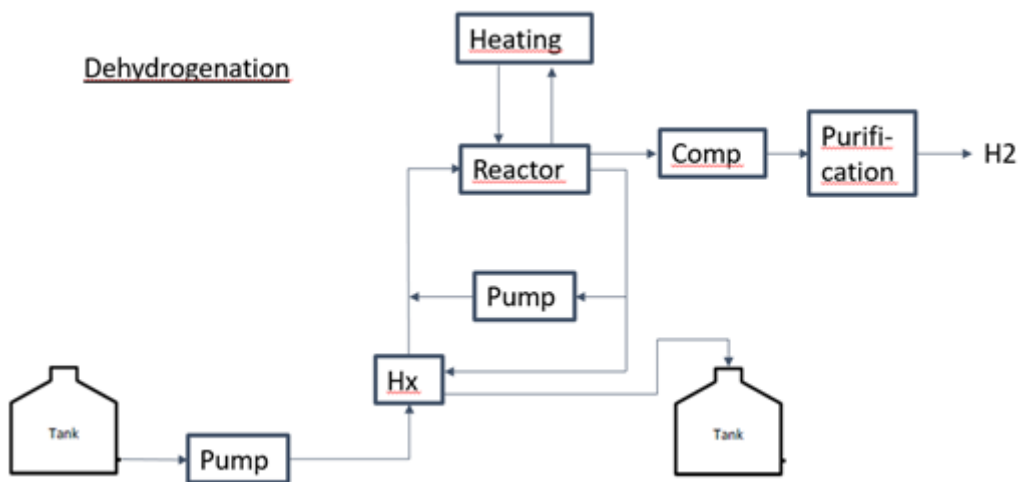 Heating
Dehydrogenation
Reactor
Comp
Purifi-
cation
H2
Pump
Hx
Tank
Pump
Tank